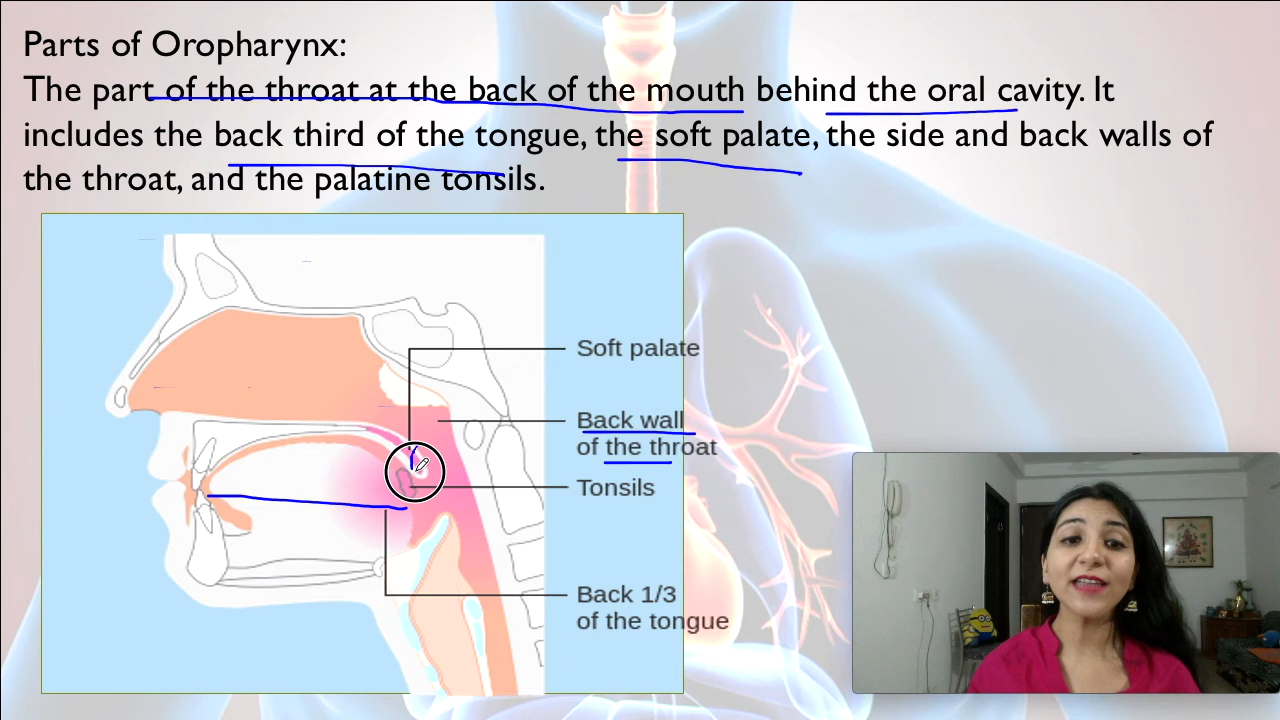 Parts of Oropharynx:
The part of the throat at the back of the mouth behind the oral cavity. It
includes the back third of the tongue, the soft palate, the side and back walls of
the throat, and the palatine tonsils.
Soft palate
Back wall
of the throat
Tonsils
Back 1/3
of the tongue